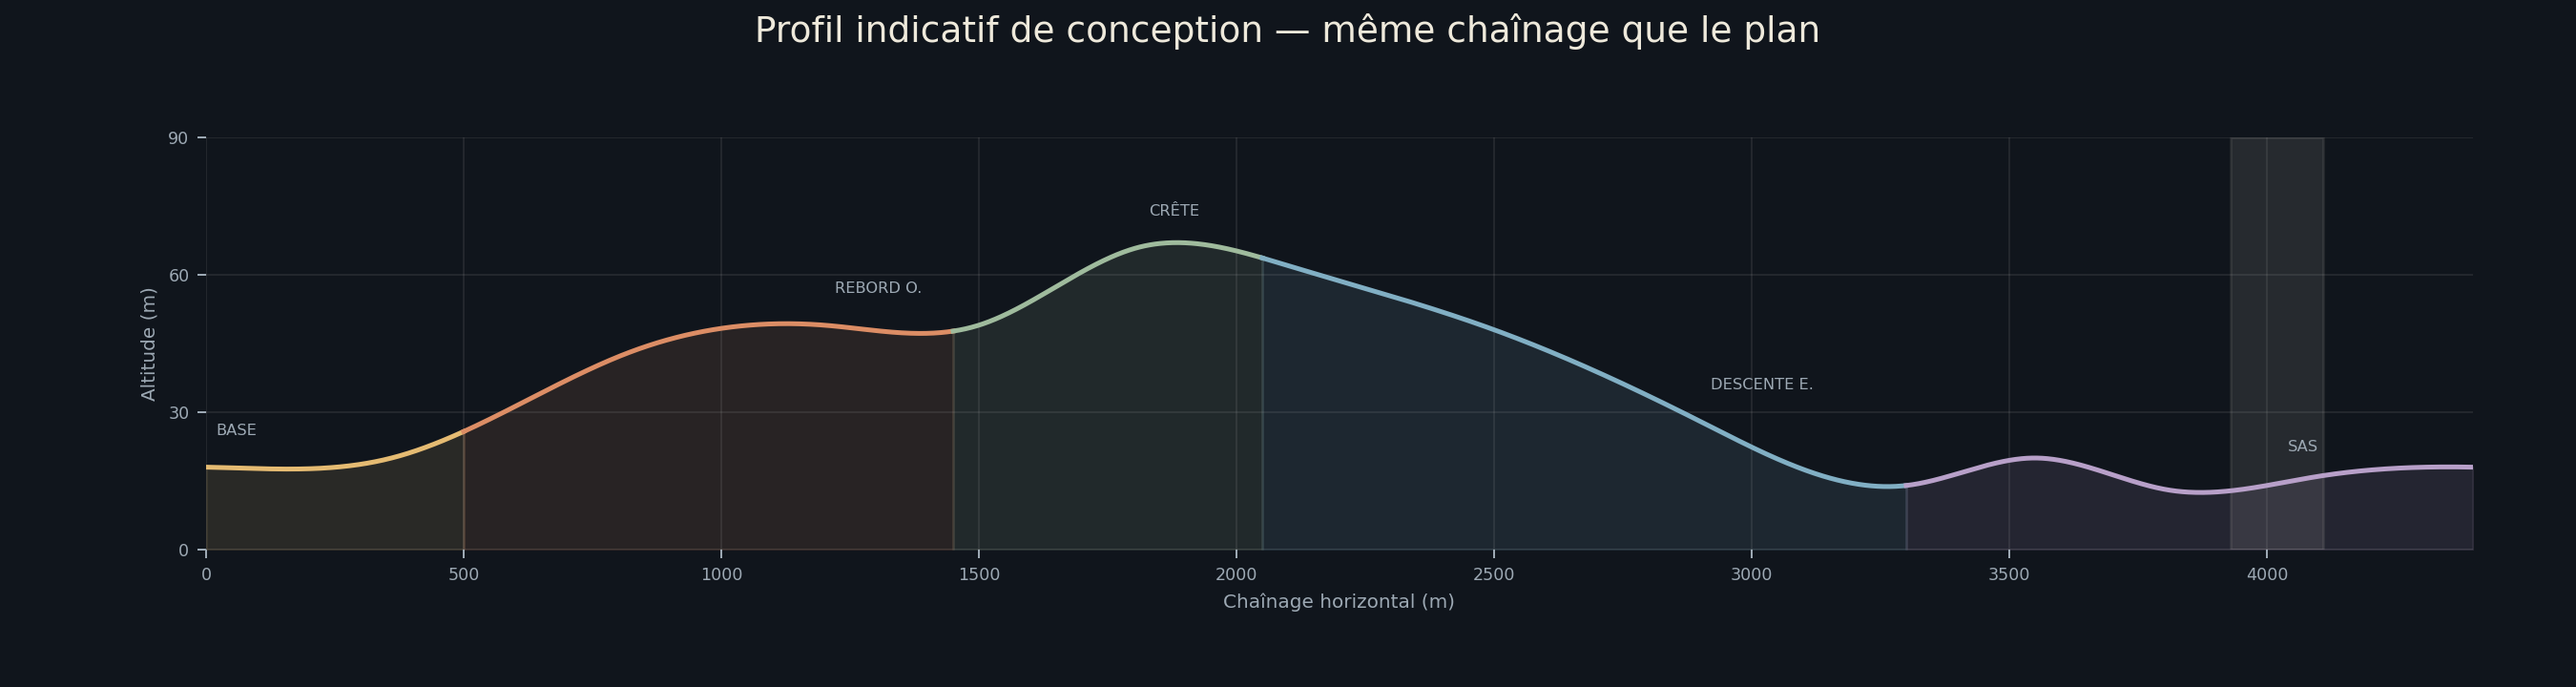 Profil indicatif de conception — même chaînage que le plan
90
CRÊTE
60
REBORD O.
Altitude (m)
DESCENTE E.
30
BASE
SAS
0
0 500 1000 1500 2000 2500 3000 3500 4000
Chaînage horizontal (m)